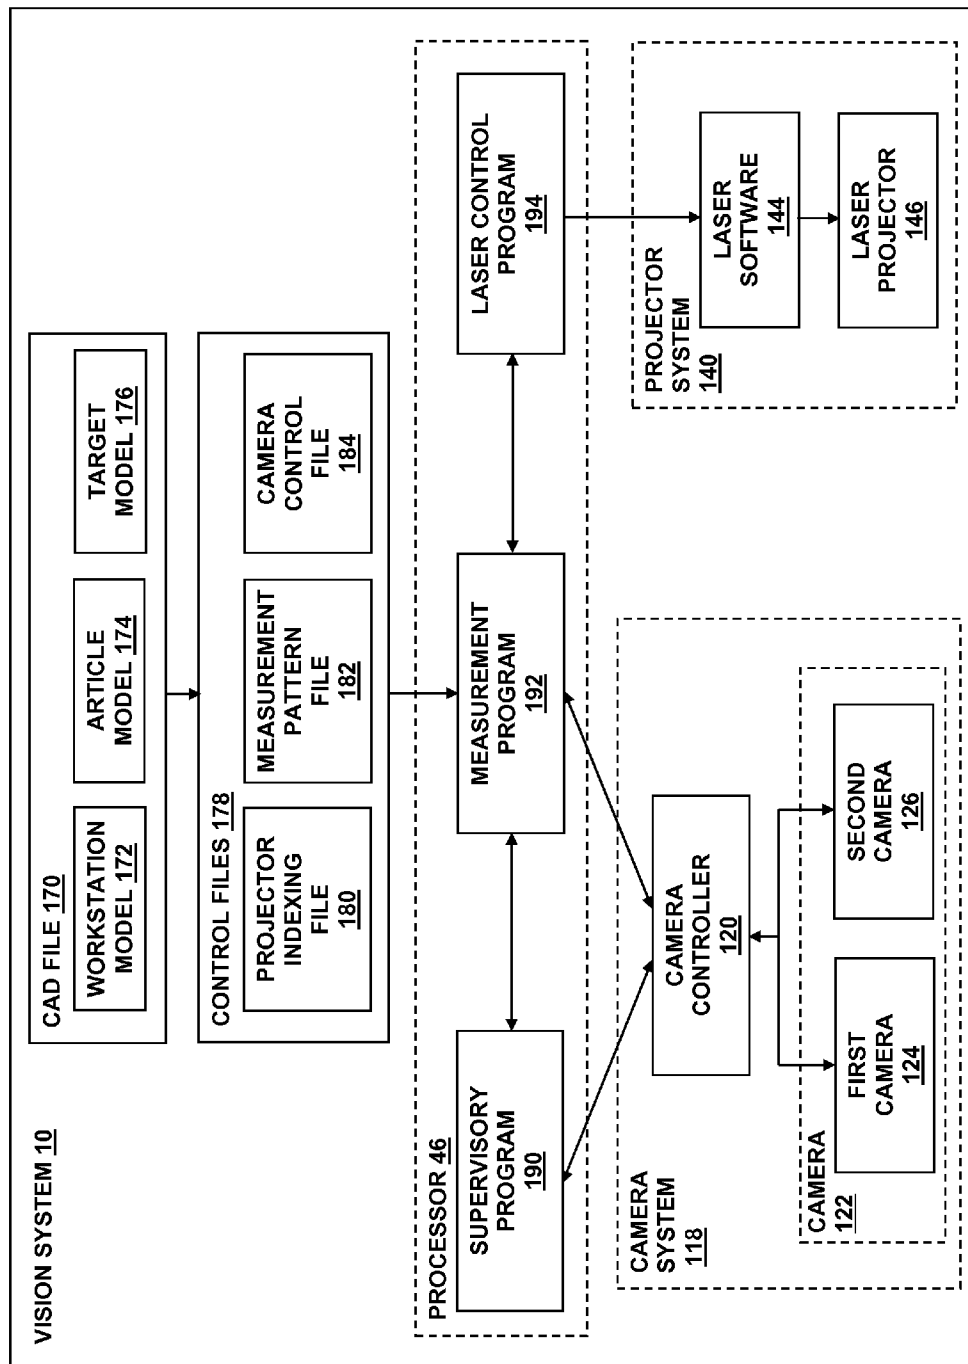 VISION SYSTEM 10
CAD FILE 170
WORKSTATION
MODEL 172
ARTICLE
MODEL 174
TARGET
MODEL 176
CONTROL FILES 178
PROJECTOR
INDEXING
FILE
180
MEASUREMENT
PATTERN
FILE
182
CAMERA
CONTROL
FILE
184
PROCESSOR 46
SUPERVISORY
PROGRAM
190
MEASUREMENT
PROGRAM
192
LASER CONTROL
PROGRAM
194
CAMERA
SYSTEM
118
CAMERA
CONTROLLER
120
CAMERA
122
FIRST
CAMERA
124
SECOND
CAMERA
126
PROJECTOR
SYSTEM
140
LASER
SOFTWARE
144
LASER
PROJECTOR
146